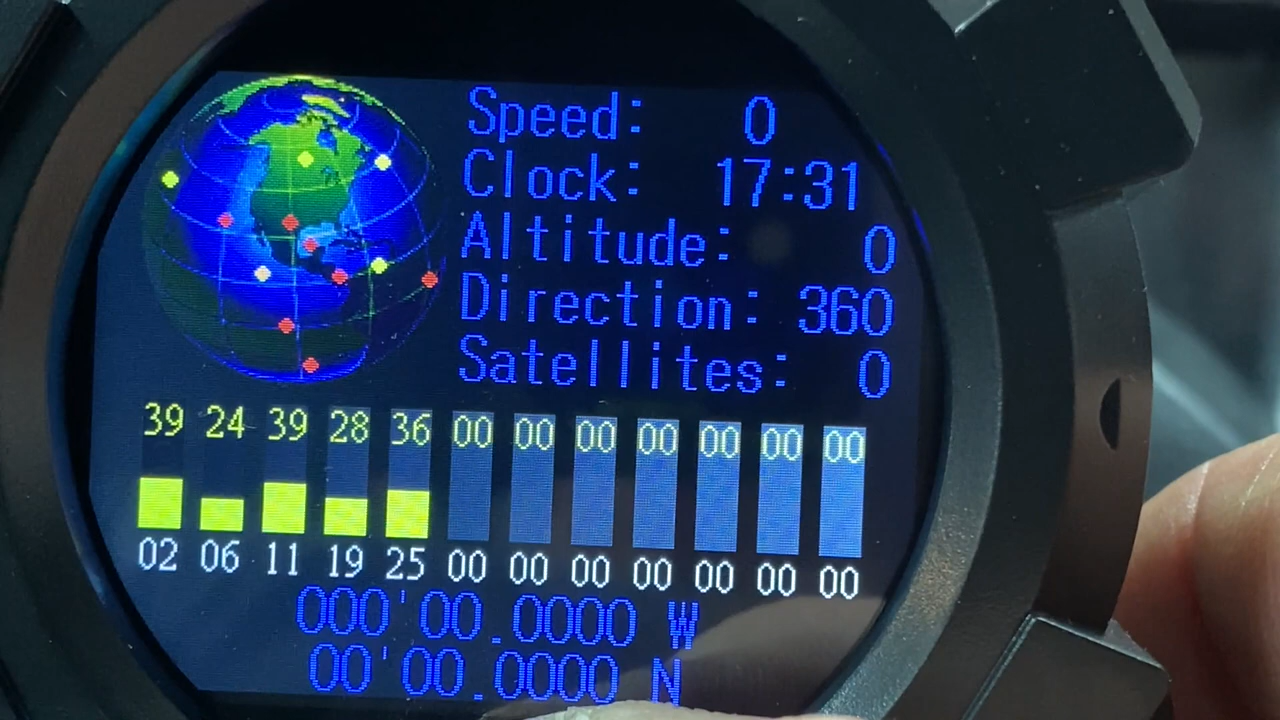 Speed: 0
Clock: 17:31
Altitude: 0
Direction: 360
Satellites: 0
39 24 39 28 36 00 00 00 00 00 00 00
02 06 11 19 25 00 00 00 00 00 00 00
000'00.0000 W
00'00.0000 N